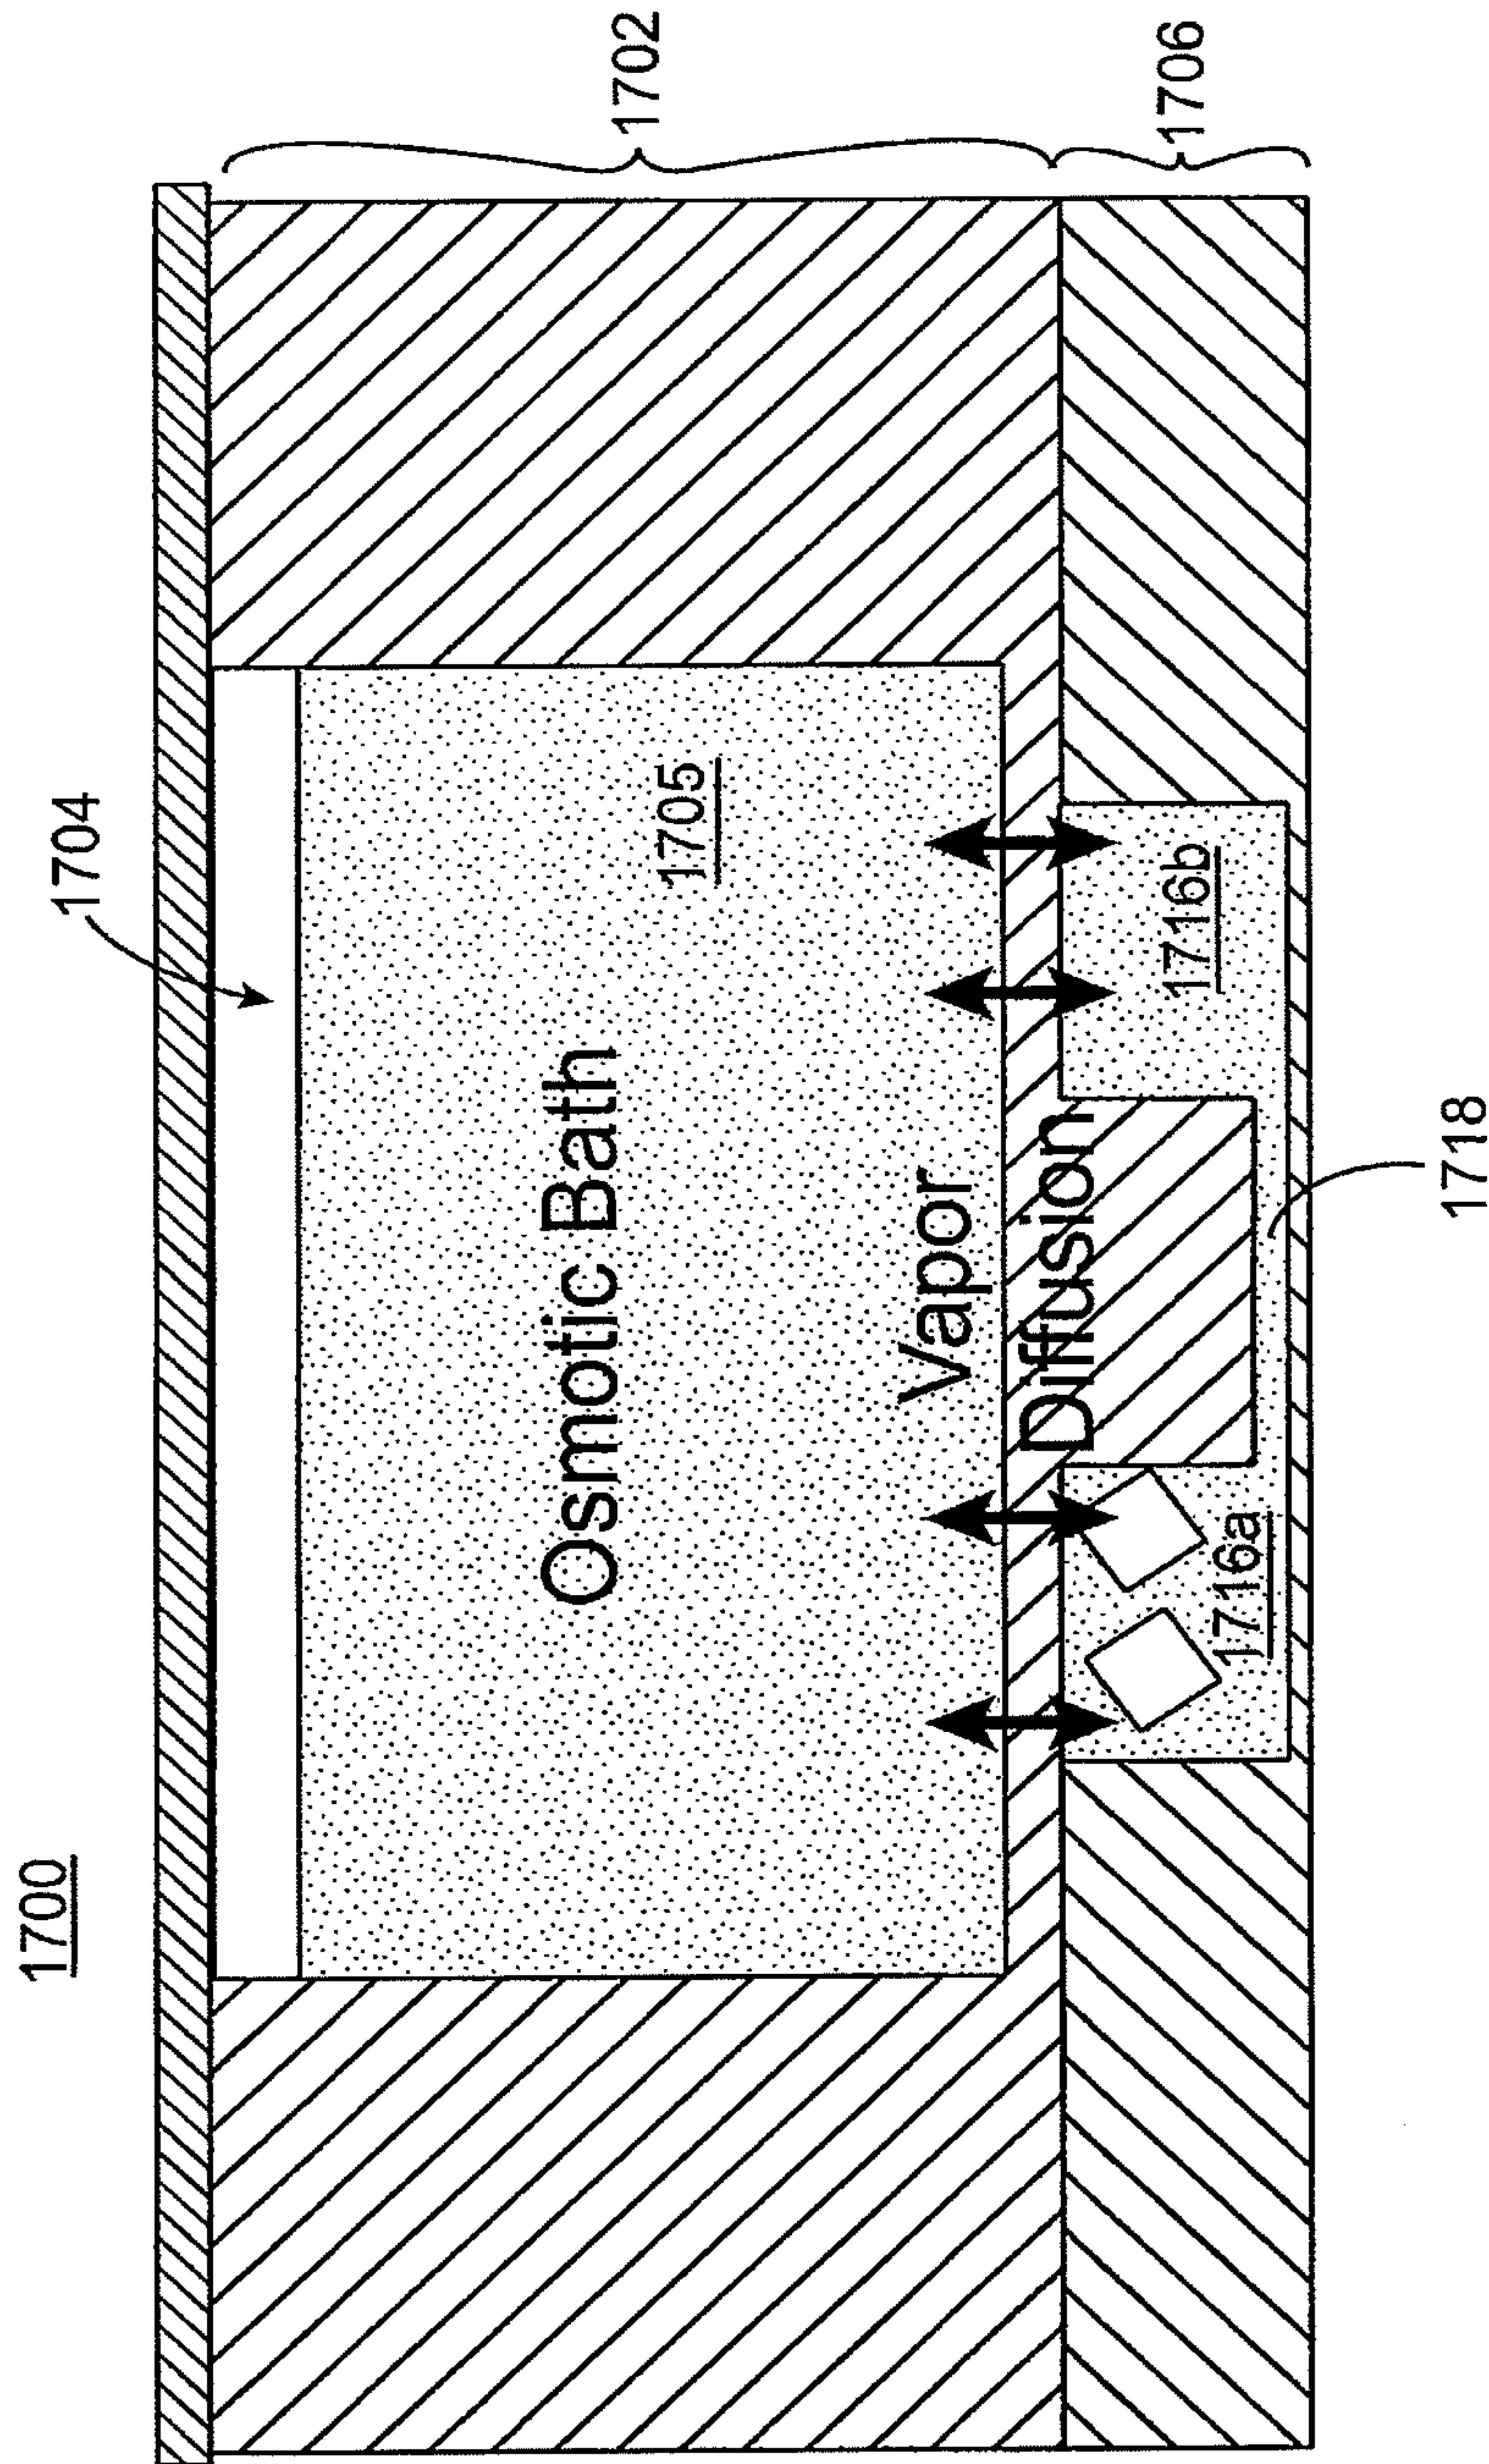 1700
1704
1702
Osmotic Bath
1705
Vapor
Diffusion
1706
1716a
1716b
1718